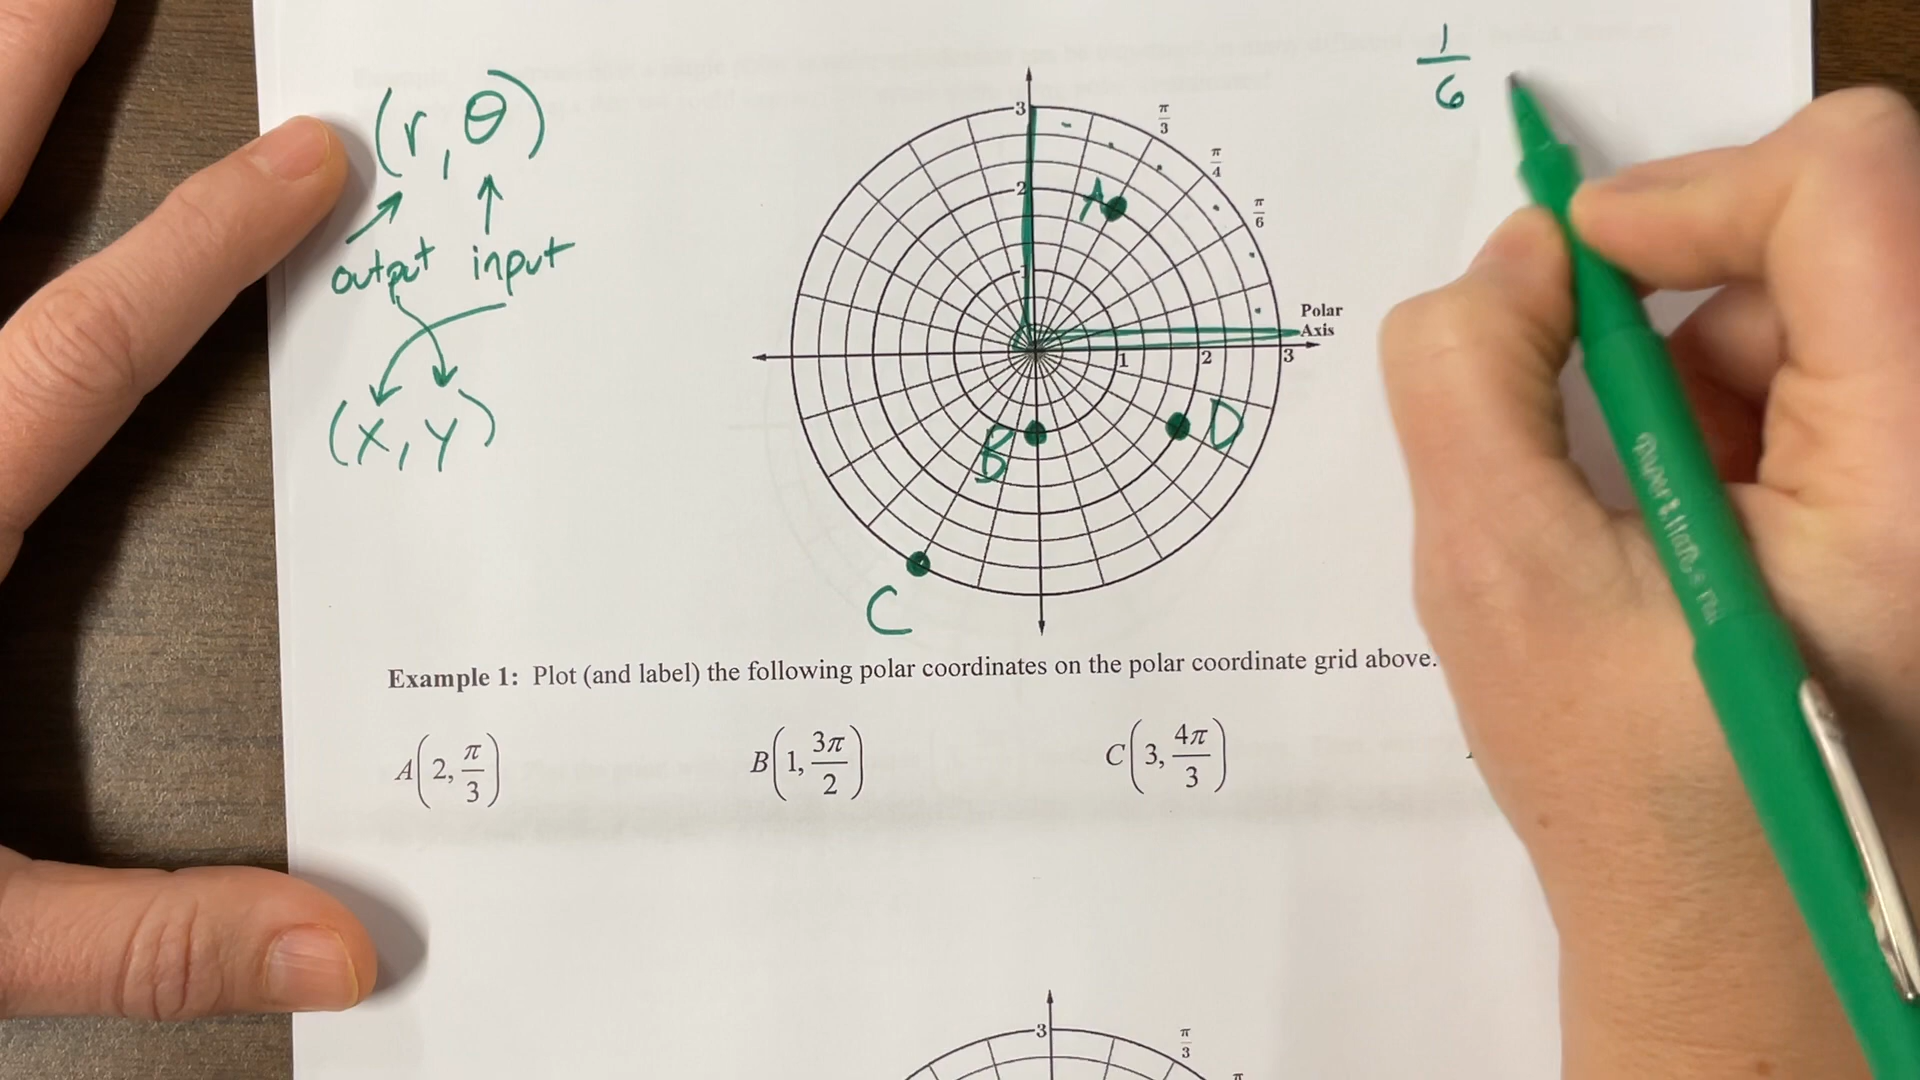 (r, θ)
output input
(x, y)
1
6
3
2
1
π
3
π
4
π
6
Polar
Axis
1 2 3
A
B
C
D
Example 1: Plot (and label) the following polar coordinates on the polar coordinate grid above.
A(2, π/3) B(1, 3π/2) C(3, 4π/3)
3
π
3